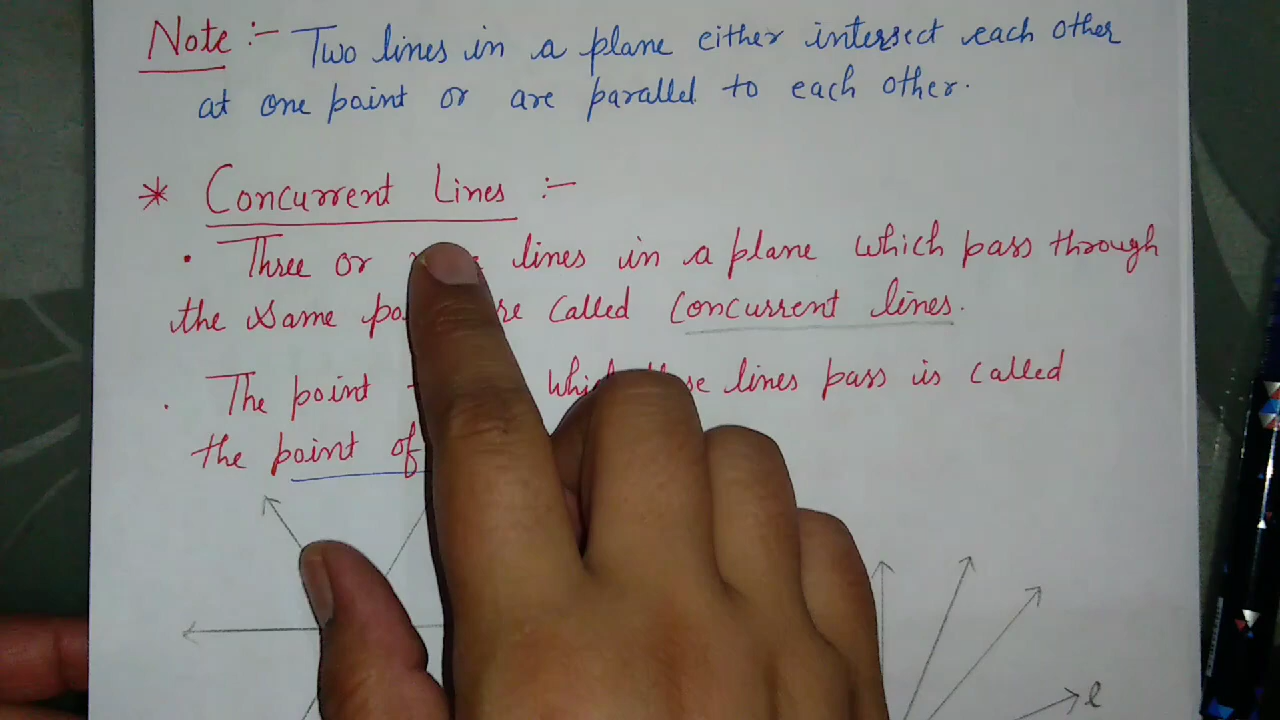 Note :- Two lines in a plane either intersect each other
at one point or are parallel to each other.
* Concurrent Lines :-
• Three or lines in a plane which pass through
the same called concurrent lines.
• The point these lines pass is called
the point of
l